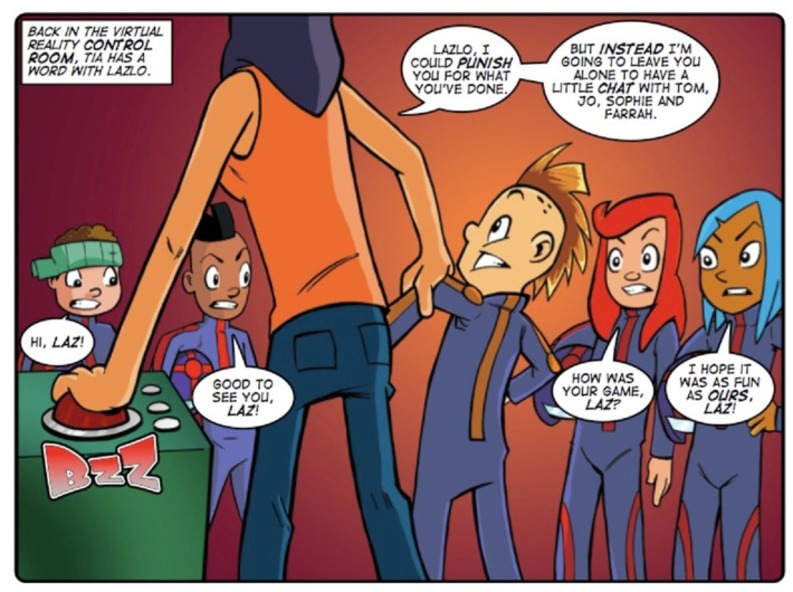 BACK IN THE VIRTUAL
REALITY CONTROL
ROOM, TIA HAS A
WORD WITH LAZLO.
LAZLO, I
COULD PUNISH
YOU FOR WHAT
YOU'VE DONE.
BUT INSTEAD I'M
GOING TO LEAVE YOU
ALONE TO HAVE A
LITTLE CHAT WITH TOM,
JO, SOPHIE AND
FARRAH.
HI, LAZ!
GOOD TO
SEE YOU,
LAZ!
HOW WAS
YOUR GAME,
LAZ?
I HOPE IT
WAS AS FUN
AS OURS,
LAZ!
BZZ